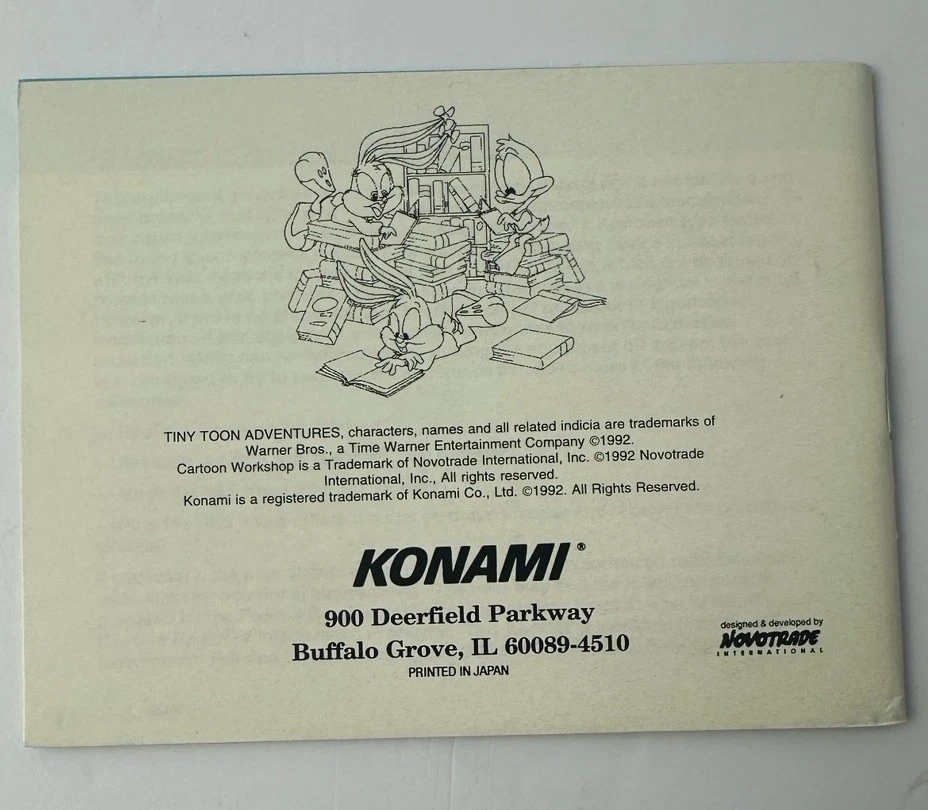 TINY TOON ADVENTURES, characters, names and all related indicia are trademarks of
Warner Bros., a Time Warner Entertainment Company ©1992.
Cartoon Workshop is a Trademark of Novotrade International, Inc. ©1992 Novotrade
International, Inc., All rights reserved.
Konami is a registered trademark of Konami Co., Ltd. ©1992. All Rights Reserved.
KONAMI®
900 Deerfield Parkway
Buffalo Grove, IL 60089-4510
PRINTED IN JAPAN
designed & developed by
NOVOTRADE
INTERNATIONAL